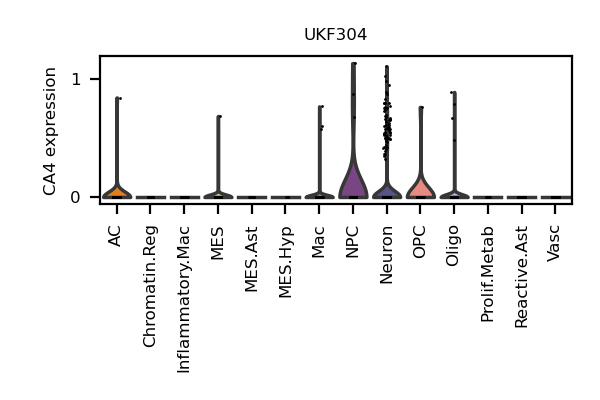 UKF304
CA4 expression
1
0
AC
Chromatin.Reg
Inflammatory.Mac
MES
MES.Ast
MES.Hyp
Mac
NPC
Neuron
OPC
Oligo
Prolif.Metab
Reactive.Ast
Vasc